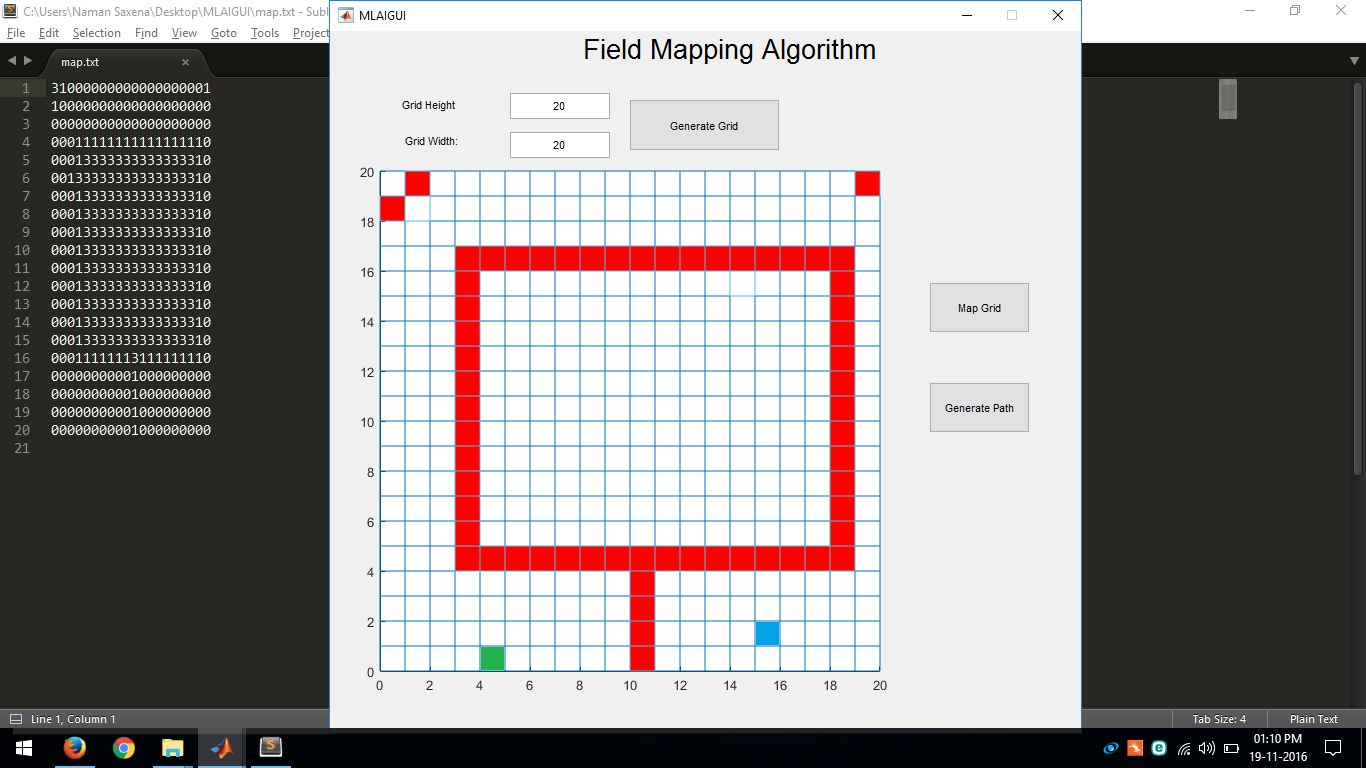 C:\Users\Naman Saxena\Desktop\MLAIGUI\map.txt - Subl
MLAIGUI
File Edit Selection Find View Goto Tools Project
Field Mapping Algorithm
map.txt ×
1 31000000000000000001
2 10000000000000000000
3 00000000000000000000
4 00011111111111111110
5 00013333333333333310
6 00133333333333333310
7 00013333333333333310
8 00013333333333333310
9 00013333333333333310
10 00013333333333333310
11 00013333333333333310
12 00013333333333333310
13 00013333333333333310
14 00013333333333333310
15 00013333333333333310
16 00011111113111111110
17 00000000001000000000
18 00000000001000000000
19 00000000001000000000
20 00000000001000000000
21
Grid Height 20
Generate Grid
Grid Width: 20
20
18
16
14
12
10
8
6
4
2
0
0 2 4 6 8 10 12 14 16 18 20
Map Grid
Generate Path
Line 1, Column 1 Tab Size: 4 Plain Text
01:10 PM
19-11-2016